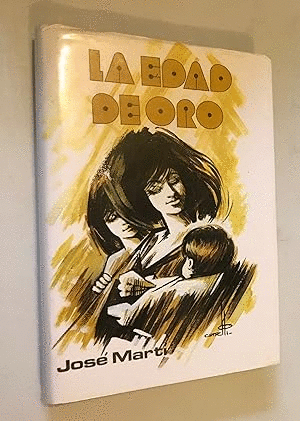 LA EDAD
DE ORO
José Martí